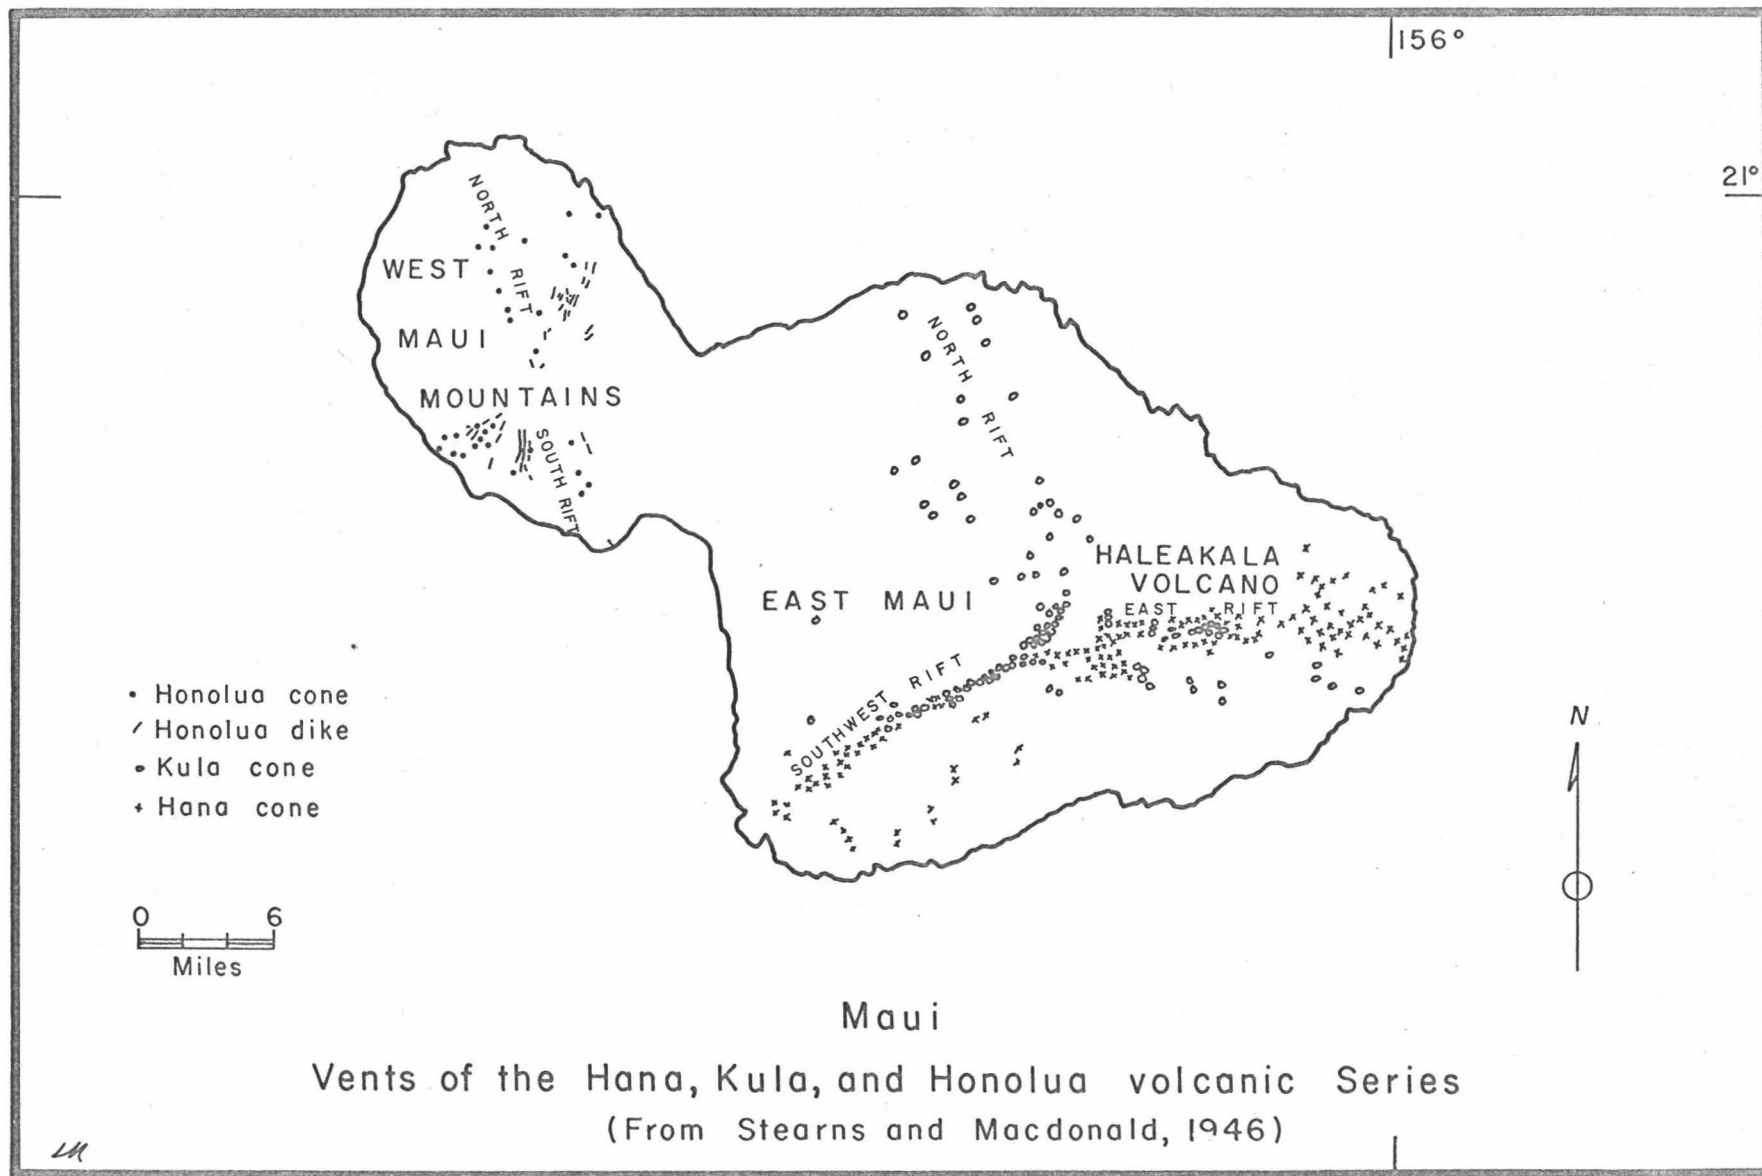 156°
21°
NORTH RIFT
WEST
MAUI
MOUNTAINS
SOUTH RIFT
NORTH RIFT
HALEAKALA
VOLCANO
EAST RIFT
EAST MAUI
SOUTHWEST RIFT
Honolua cone
Honolua dike
Kula cone
Hana cone
N
0 6
Miles
Maui
Vents of the Hana, Kula, and Honolua volcanic Series
(From Stearns and Macdonald, 1946)